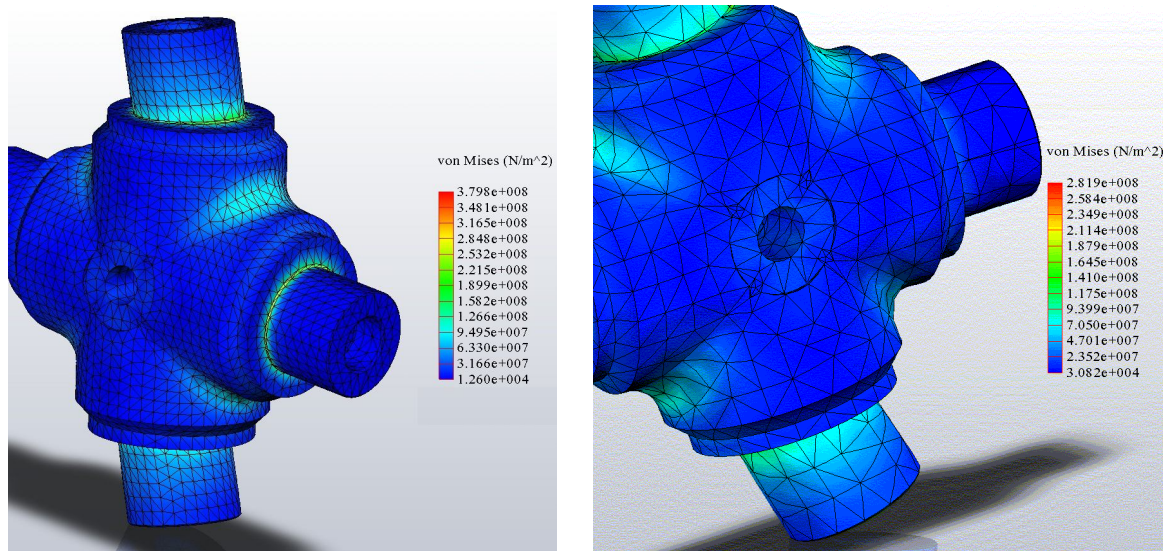 von Mises (N/m^2)
3.798e+008
3.481e+008
3.165e+008
2.848e+008
2.532e+008
2.215e+008
1.899e+008
1.582e+008
1.266e+008
9.495e+007
6.330e+007
3.166e+007
1.260e+004
von Mises (N/m^2)
2.819e+008
2.584e+008
2.349e+008
2.114e+008
1.879e+008
1.645e+008
1.410e+008
1.175e+008
9.399e+007
7.050e+007
4.701e+007
2.352e+007
3.082e+004